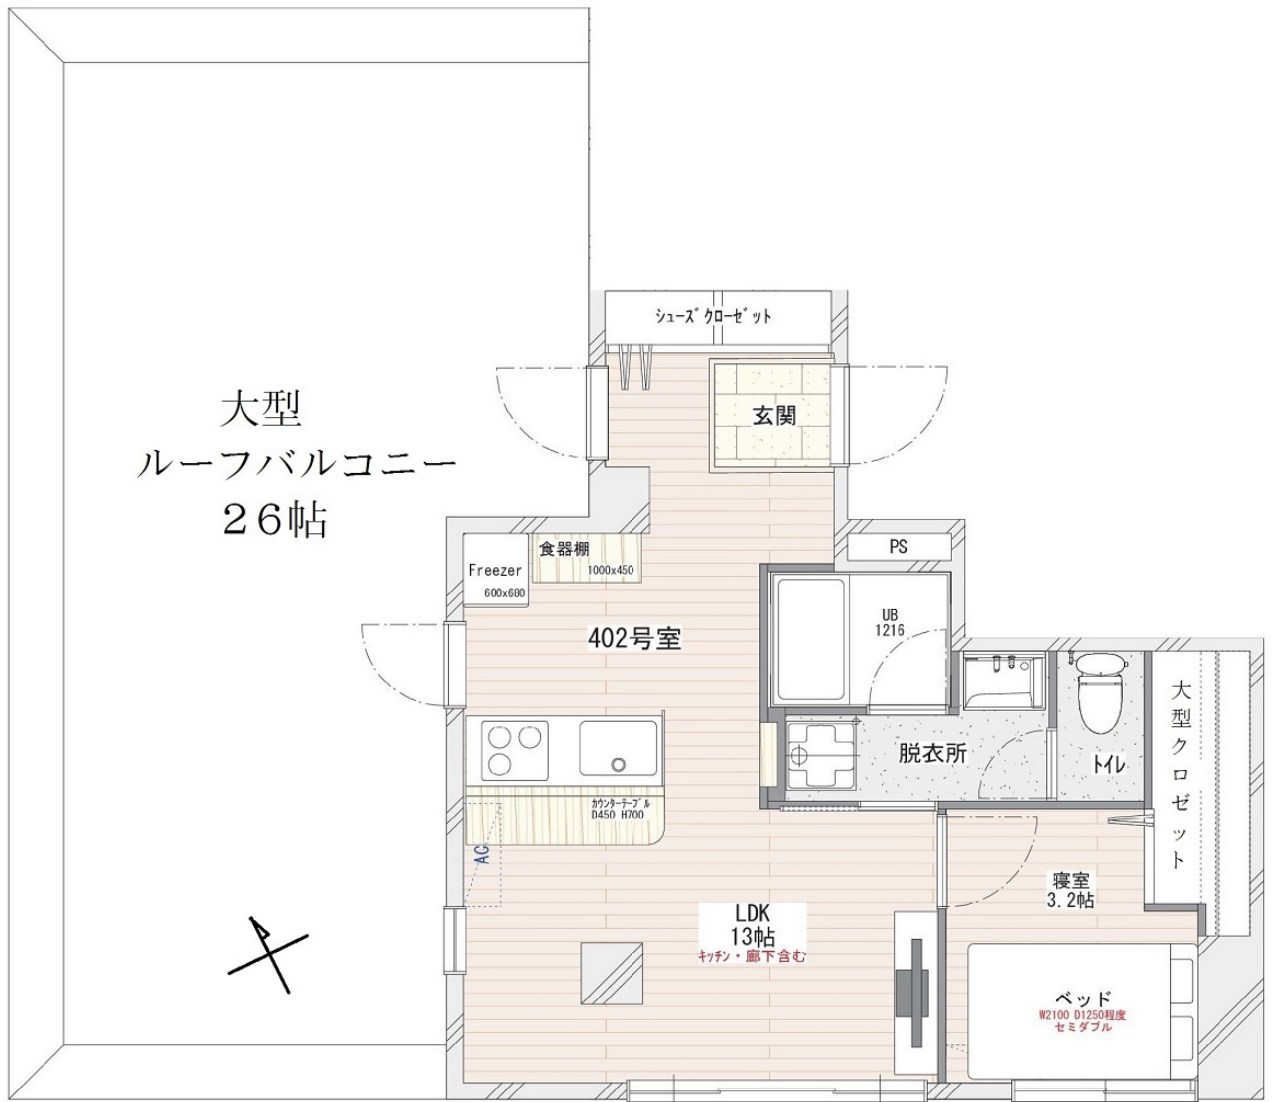 シューズクローゼット
大型
ルーフバルコニー
26帖
玄関
PS
食器棚
1000x450
Freezer
600x680
402号室
UB
1216
脱衣所
トイレ
大型クロゼット
カウンターテーブル
D450 H700
AC
寝室
3.2帖
LDK
13帖
キッチン・廊下含む
ベッド
W2100 D1250程度
セミダブル